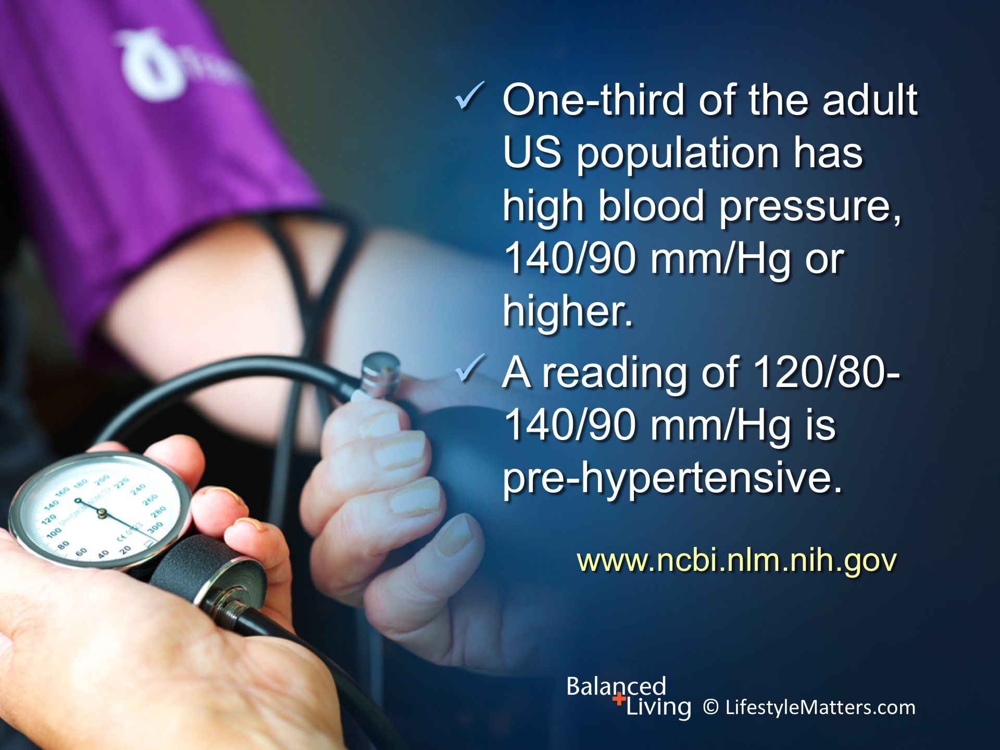 ✓ One-third of the adult
US population has
high blood pressure,
140/90 mm/Hg or
higher.
✓ A reading of 120/80-
140/90 mm/Hg is
pre-hypertensive.
www.ncbi.nlm.nih.gov
Balanced
Living © LifestyleMatters.com
20
40
60
80
100
120
140
160
180
200
220
240
260
280
300
CE 0123